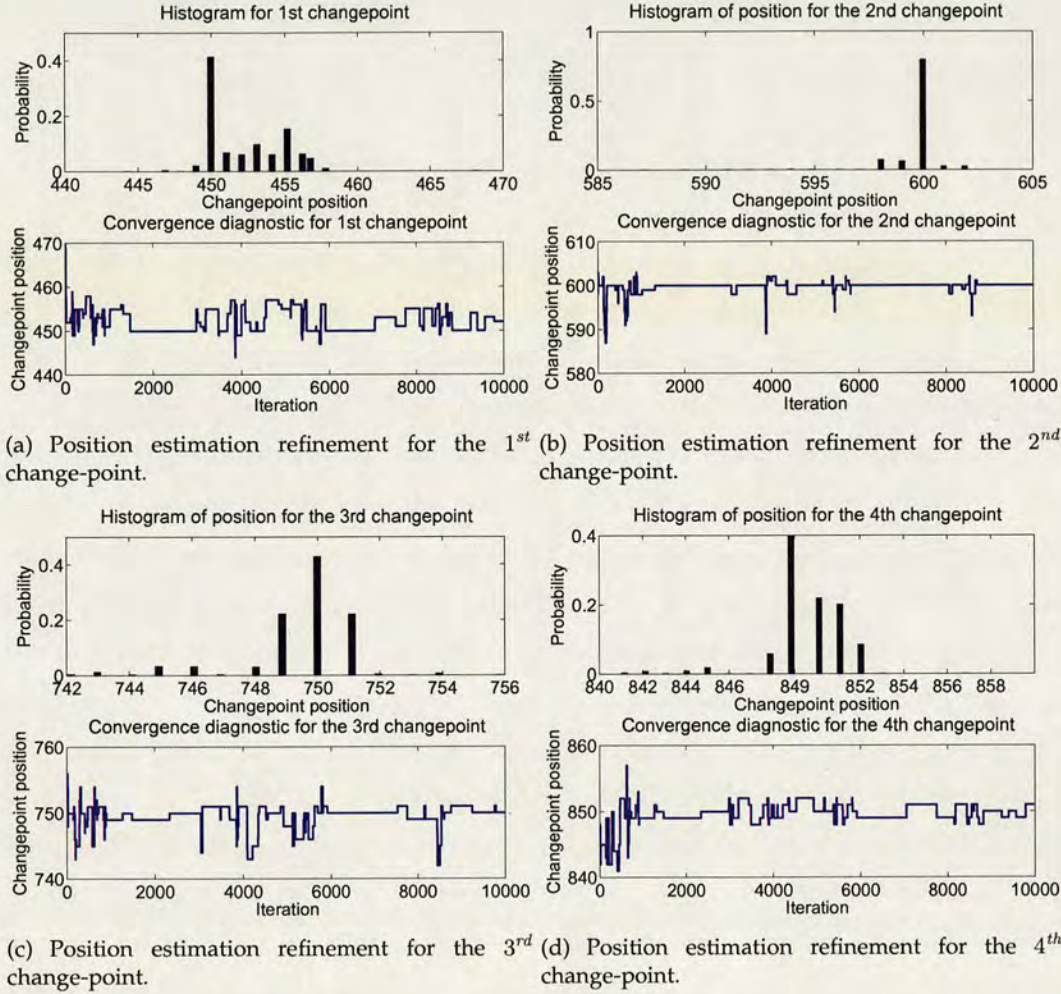 Histogram for 1st changepoint
Probability
0.4
0.2
0
440 445 450 455 460 465 470
Changepoint position
Convergence diagnostic for 1st changepoint
Changepoint position
470
460
450
440
0 2000 4000 6000 8000 10000
Iteration
(a) Position estimation refinement for the 1st
change-point.
Histogram of position for the 2nd changepoint
Probability
1
0.5
0
585 590 595 600 605
Changepoint position
Convergence diagnostic for the 2nd changepoint
Changepoint position
610
600
590
580
0 2000 4000 6000 8000 10000
Iteration
(b) Position estimation refinement for the 2nd
change-point.
Histogram of position for the 3rd changepoint
Probability
0.4
0.2
0
742 744 746 748 750 752 754 756
Changepoint position
Convergence diagnostic for the 3rd changepoint
Changepoint position
760
750
740
0 2000 4000 6000 8000 10000
Iteration
(c) Position estimation refinement for the 3rd
change-point.
Histogram of position for the 4th changepoint
Probability
0.4
0.2
0
840 842 844 846 849 852 854 856 858
Changepoint position
Convergence diagnostic for the 4th changepoint
Changepoint position
860
850
840
0 2000 4000 6000 8000 10000
Iteration
(d) Position estimation refinement for the 4th
change-point.